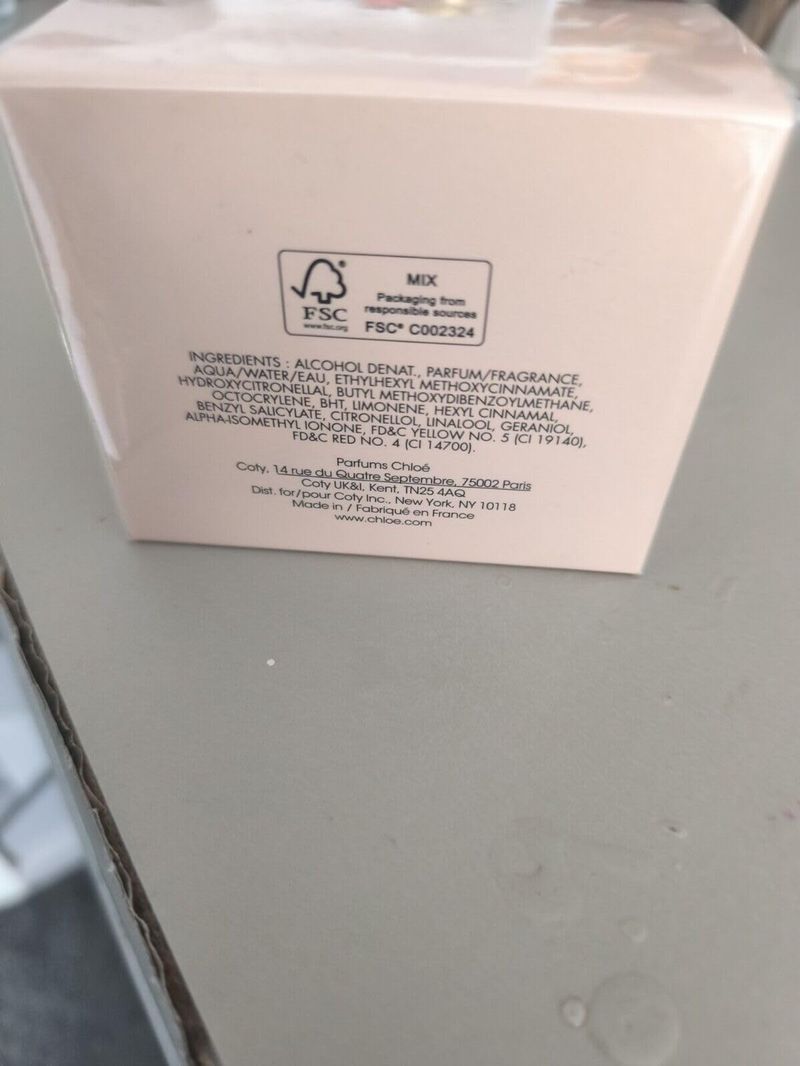 MIX
Packaging from
responsible sources
FSC® C002324
FSC
www.fsc.org
INGREDIENTS : ALCOHOL DENAT., PARFUM/FRAGRANCE,
AQUA/WATER/EAU, ETHYLHEXYL METHOXYCINNAMATE,
HYDROXYCITRONELLAL, BUTYL METHOXYDIBENZOYLMETHANE,
OCTOCRYLENE, BHT, LIMONENE, HEXYL CINNAMAL,
BENZYL SALICYLATE, CITRONELLOL, LINALOOL, GERANIOL,
ALPHA-ISOMETHYL IONONE, FD&C YELLOW NO. 5 (CI 19140),
FD&C RED NO. 4 (CI 14700).
Parfums Chloé
Coty, 14 rue du Quatre Septembre, 75002 Paris
Coty UK&I, Kent, TN25 4AQ
Dist. for/pour Coty Inc., New York, NY 10118
Made in / Fabriqué en France
www.chloe.com